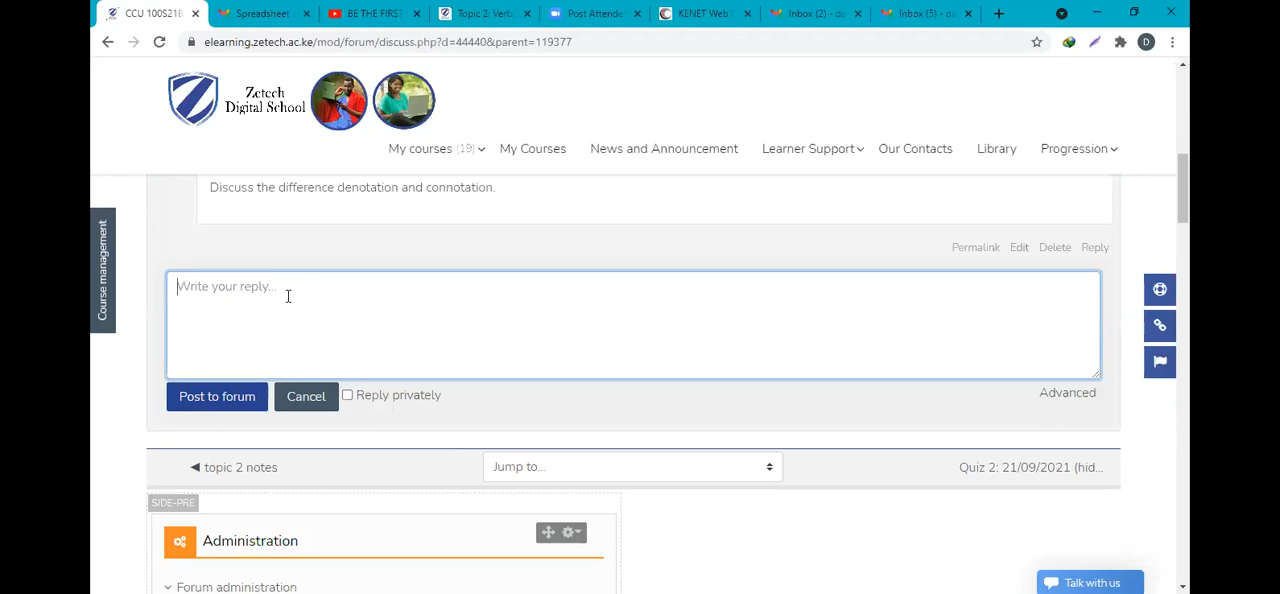 CCU 100S21B
Spreadsheet
BE THE FIRST
Topic 2: Verb
Post Attende
KENET Web
Inbox (2) - da
Inbox (5) - da
elearning.zetech.ac.ke/mod/forum/discuss.php?d=44440&parent=119377
D
Zetech
Digital School
My courses (19)
My Courses
News and Announcement
Learner Support
Our Contacts
Library
Progression
Course management
Discuss the difference denotation and connotation.
Permalink Edit Delete Reply
Write your reply...
Post to forum
Cancel
Reply privately
Advanced
◄ topic 2 notes
Jump to...
Quiz 2: 21/09/2021 (hid...
SIDE-PRE
Administration
Forum administration
Talk with us